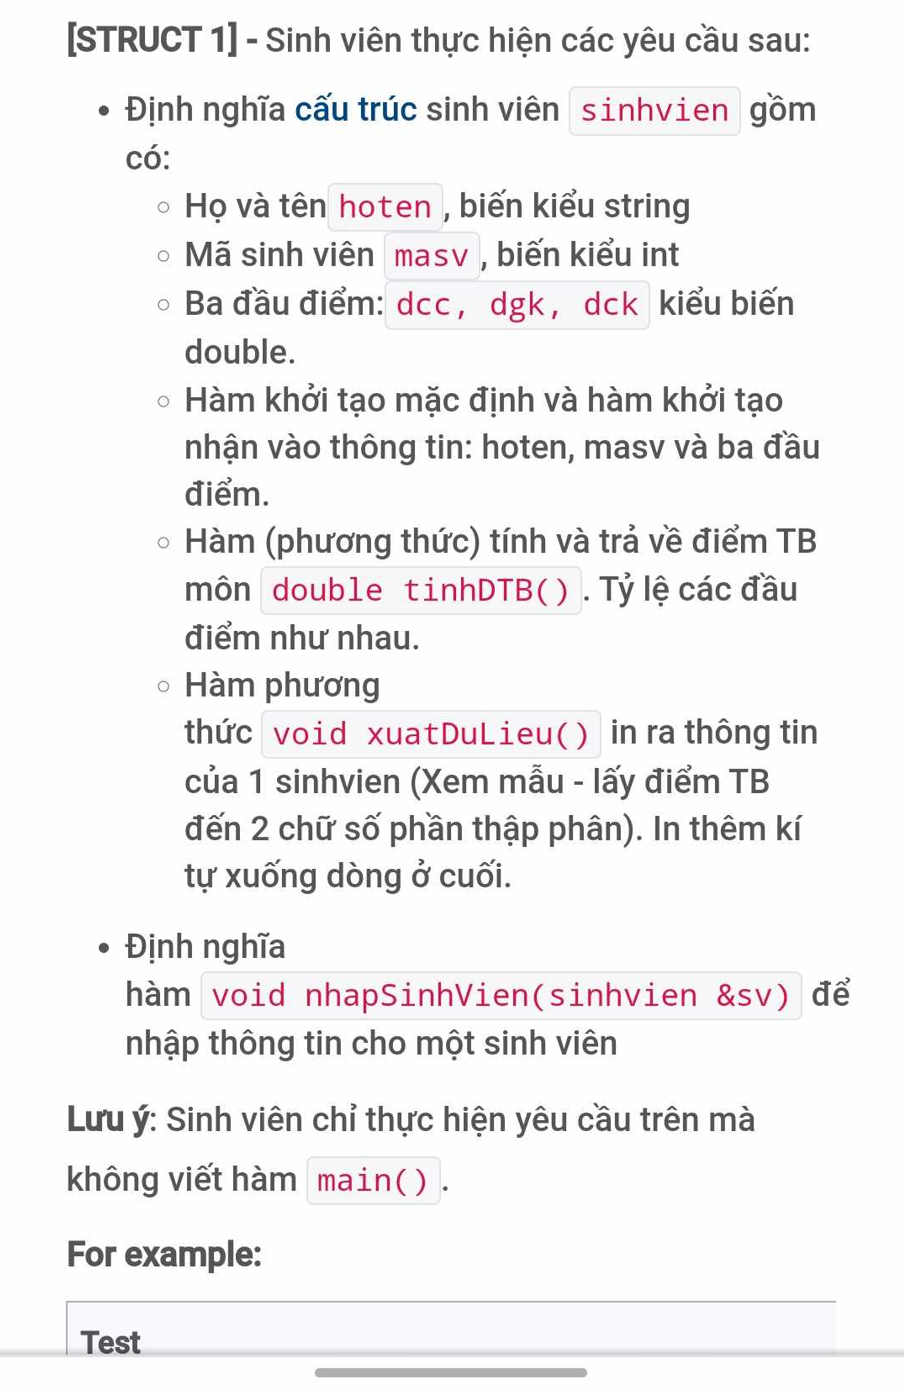 [STRUCT 1] - Sinh viên thực hiện các yêu cầu sau:
Định nghĩa cấu trúc sinh viên sinhvien gồm
có:
Họ và tên hoten , biến kiểu string
Mã sinh viên masv , biến kiểu int
Ba đầu điểm: dcc, dgk, dck kiểu biến
double.
Hàm khởi tạo mặc định và hàm khởi tạo
nhận vào thông tin: hoten, masv và ba đầu
điểm.
Hàm (phương thức) tính và trả về điểm TB
môn double tinhDTB() . Tỷ lệ các đầu
điểm như nhau.
Hàm phương
thức void xuatDuLieu() in ra thông tin
của 1 sinhvien (Xem mẫu - lấy điểm TB
đến 2 chữ số phần thập phân). In thêm kí
tự xuống dòng ở cuối.
Định nghĩa
hàm void nhapSinhVien(sinhvien &sv) để
nhập thông tin cho một sinh viên
Lưu ý: Sinh viên chỉ thực hiện yêu cầu trên mà
không viết hàm main() .
For example:
Test